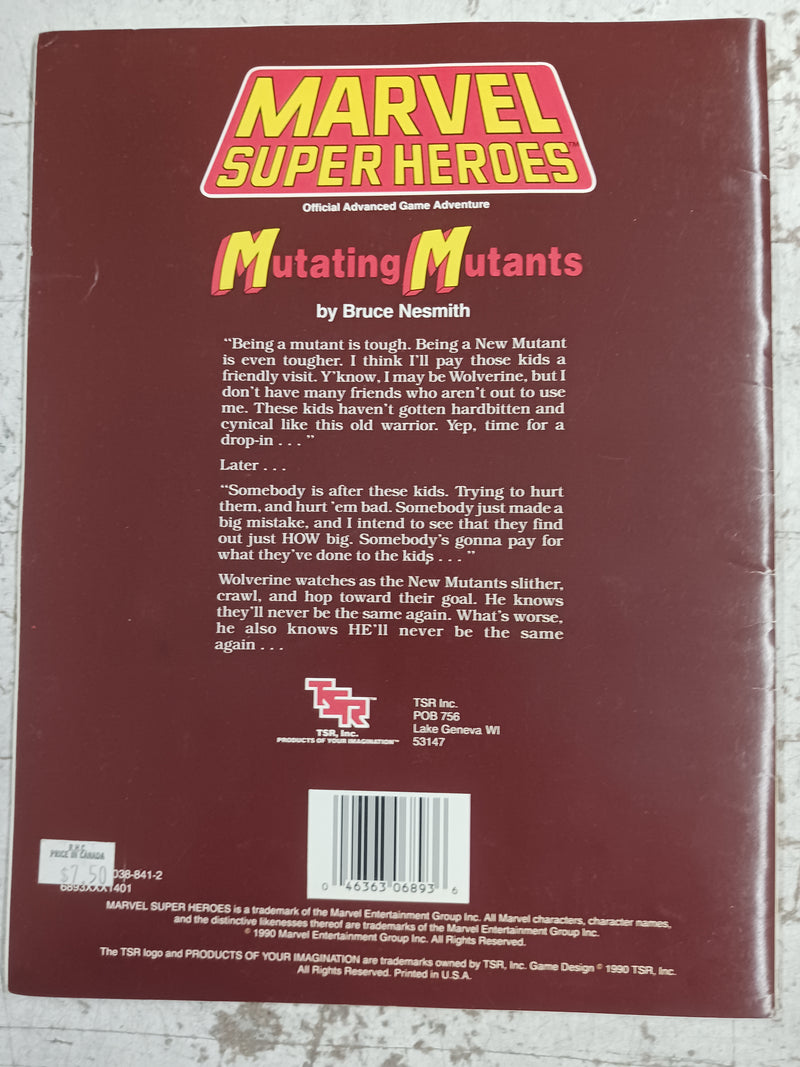 MARVEL
SUPER HEROES™
Official Advanced Game Adventure
Mutating Mutants
by Bruce Nesmith
“Being a mutant is tough. Being a New Mutant
is even tougher. I think I’ll pay those kids a
friendly visit. Y’know, I may be Wolverine, but I
don’t have many friends who aren’t out to use
me. These kids haven’t gotten hardbitten and
cynical like this old warrior. Yep, time for a
drop-in . . . ”
Later . . .
“Somebody is after these kids. Trying to hurt
them, and hurt ’em bad. Somebody just made a
big mistake, and I intend to see that they find
out just HOW big. Somebody’s gonna pay for
what they’ve done to the kids . . . ”
Wolverine watches as the New Mutants slither,
crawl, and hop toward their goal. He knows
they’ll never be the same again. What’s worse,
he also knows HE’ll never be the same
again . . .
TSR™
TSR, Inc.
PRODUCTS OF YOUR IMAGINATION™
TSR Inc.
POB 756
Lake Geneva WI
53147
0 46363 06893 6
PRICE IN CANADA
$7.50
038-841-2
6893XXX1401
MARVEL SUPER HEROES is a trademark of the Marvel Entertainment Group Inc. All Marvel characters, character names,
and the distinctive likenesses thereof are trademarks of the Marvel Entertainment Group Inc.
© 1990 Marvel Entertainment Group Inc. All Rights Reserved.
The TSR logo and PRODUCTS OF YOUR IMAGINATION are trademarks owned by TSR, Inc. Game Design © 1990 TSR, Inc.
All Rights Reserved. Printed in U.S.A.